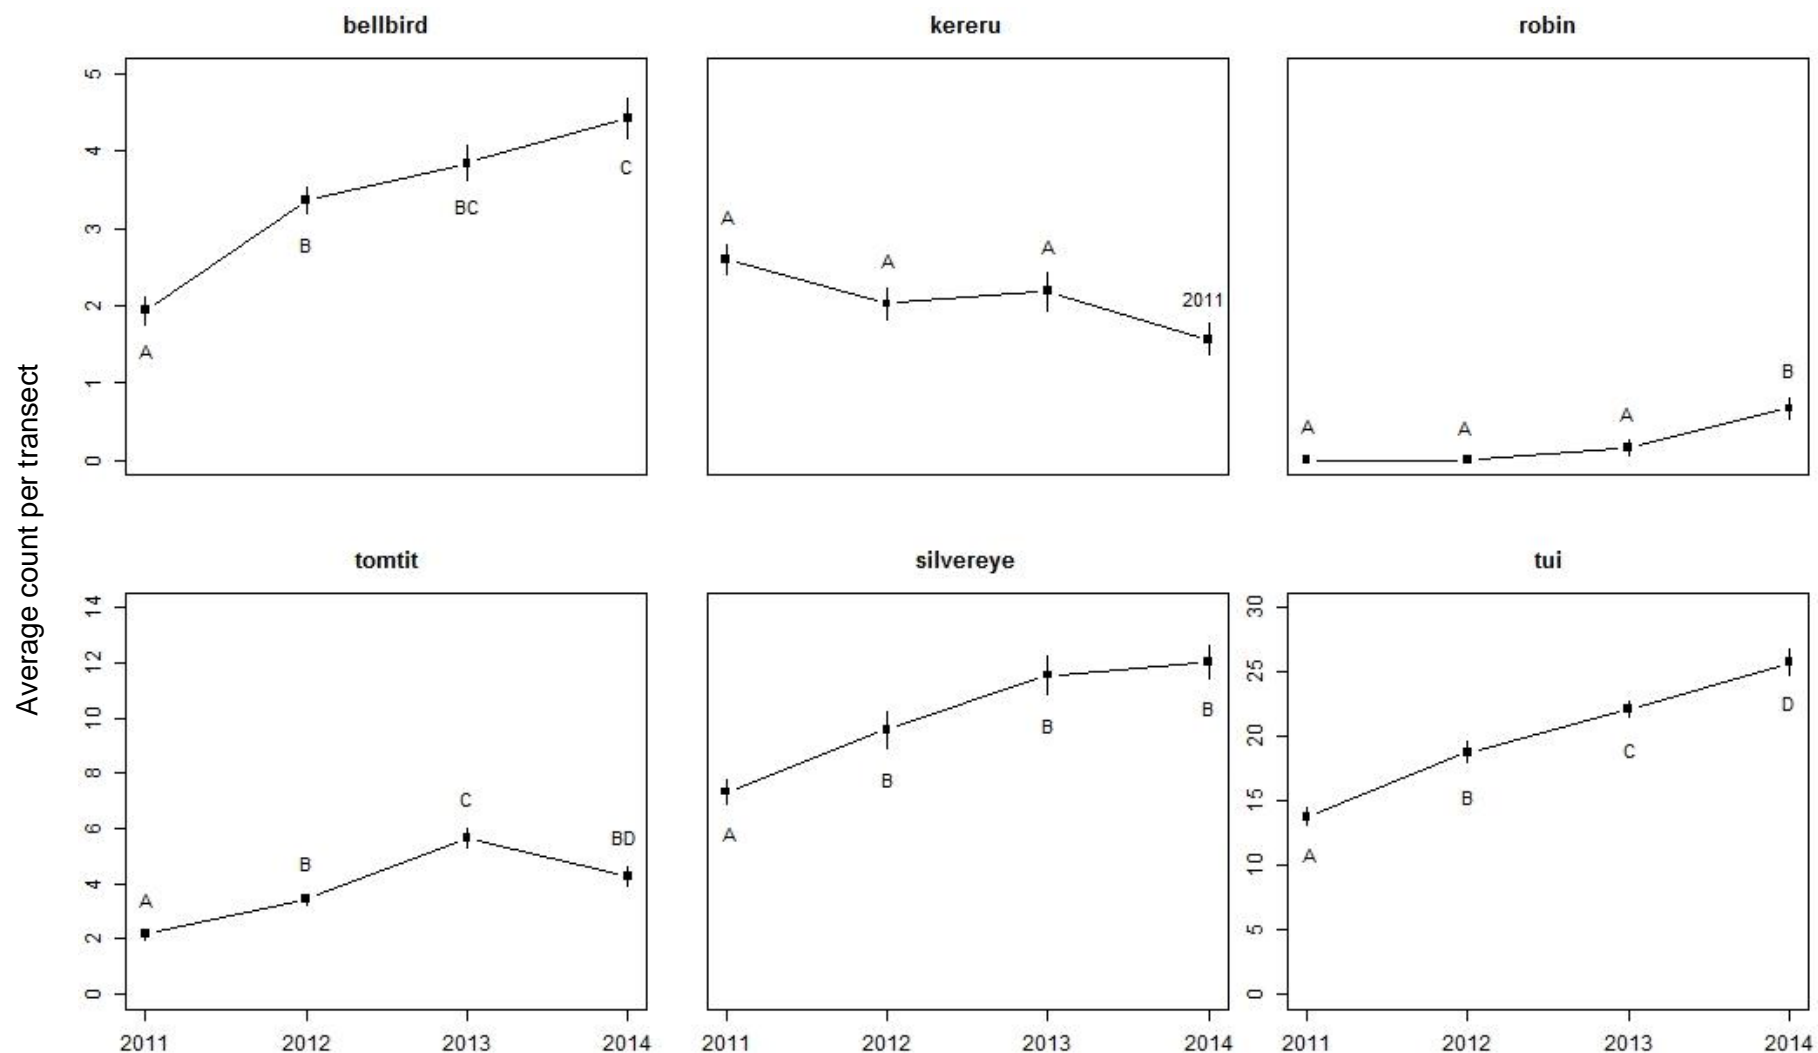 bellbird
kereru
robin
Average count per transect
5
4
3
2
1
0
A
B
BC
C
A
A
A
2011
A
A
A
B
tomtit
silvereye
tui
14
12
10
8
6
4
2
0
A
B
C
BD
A
B
B
B
30
25
20
15
10
5
0
A
B
C
D
2011 2012 2013 2014
2011 2012 2013 2014
2011 2012 2013 2014